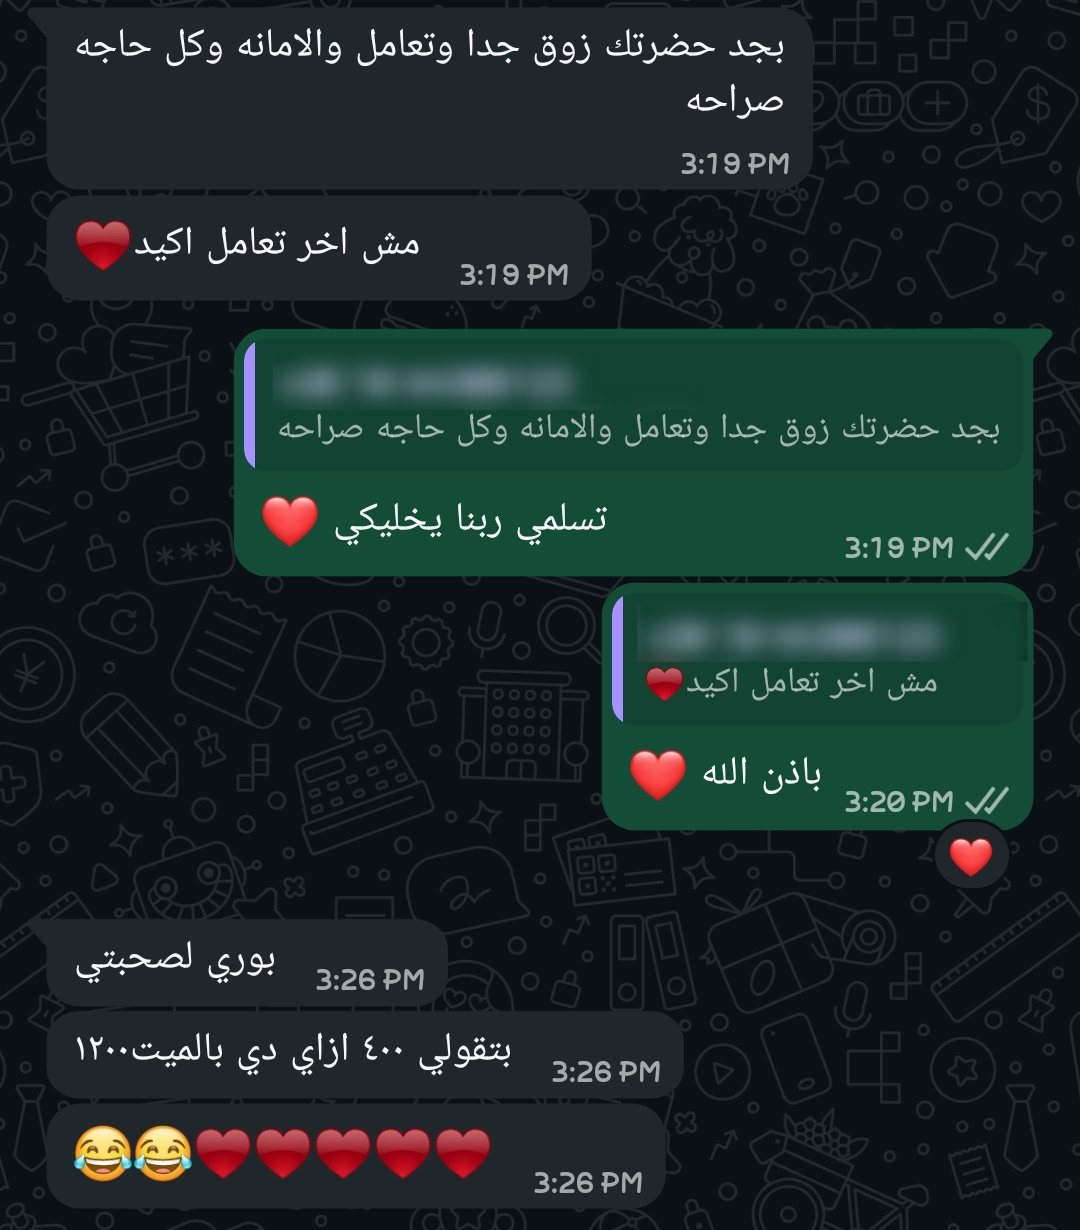 بجد حضرتك زوق جدا وتعامل والامانه وكل حاجه
صراحه
3:19 PM
مش اخر تعامل اكيد❤️
3:19 PM
بجد حضرتك زوق جدا وتعامل والامانه وكل حاجه صراحه
تسلمي ربنا يخليكي ❤️
3:19 PM
مش اخر تعامل اكيد❤️
باذن الله ❤️
3:20 PM
❤️
بوري لصحبتي
3:26 PM
بتقولي ٤٠٠ ازاي دي بالميت١٢٠٠
3:26 PM
😂😂❤️❤️❤️❤️❤️
3:26 PM